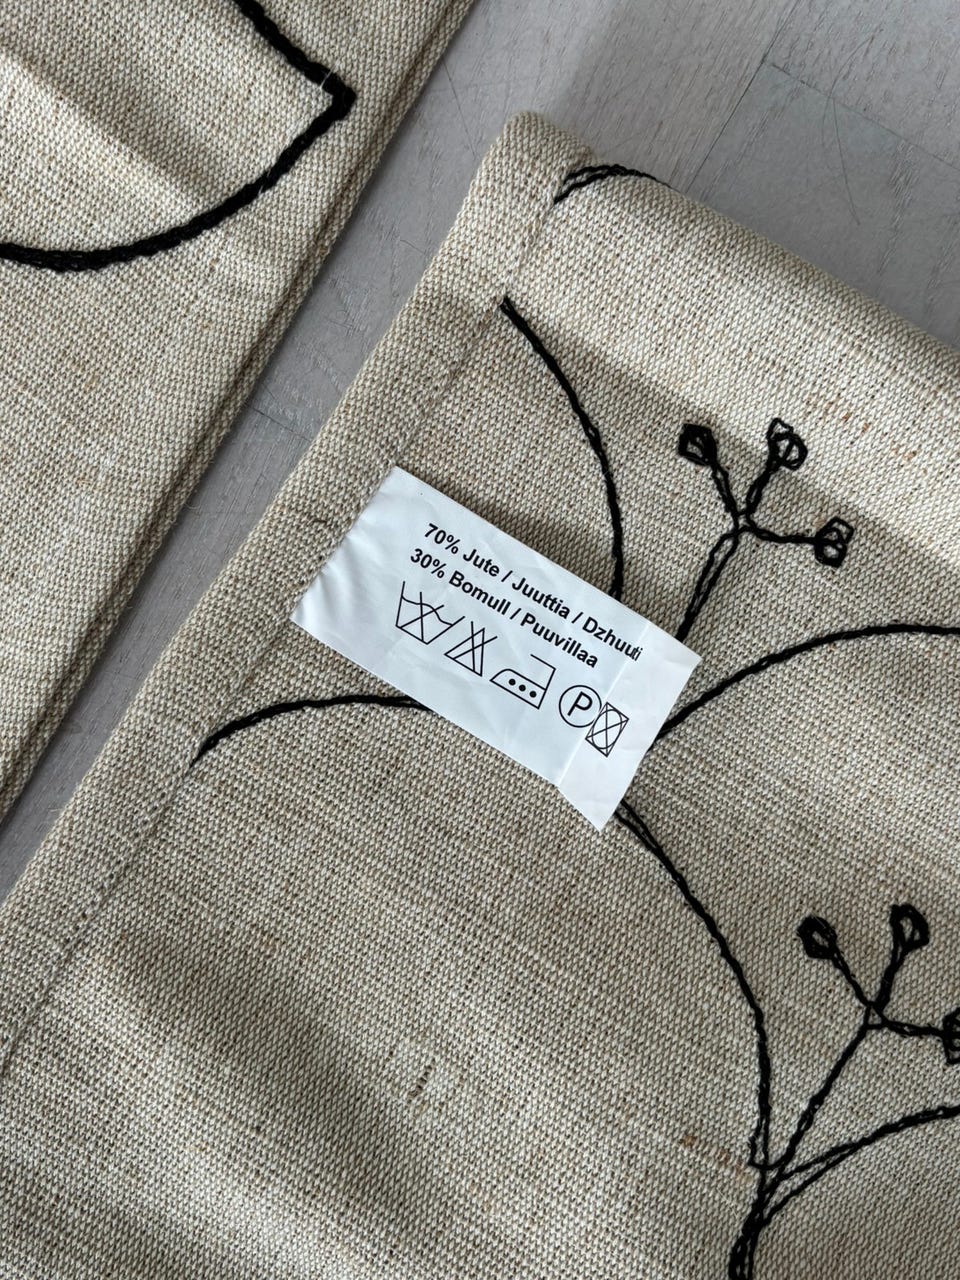 70% Jute / Juuttia / Dzhuuti
30% Bomull / Puuvillaa
P